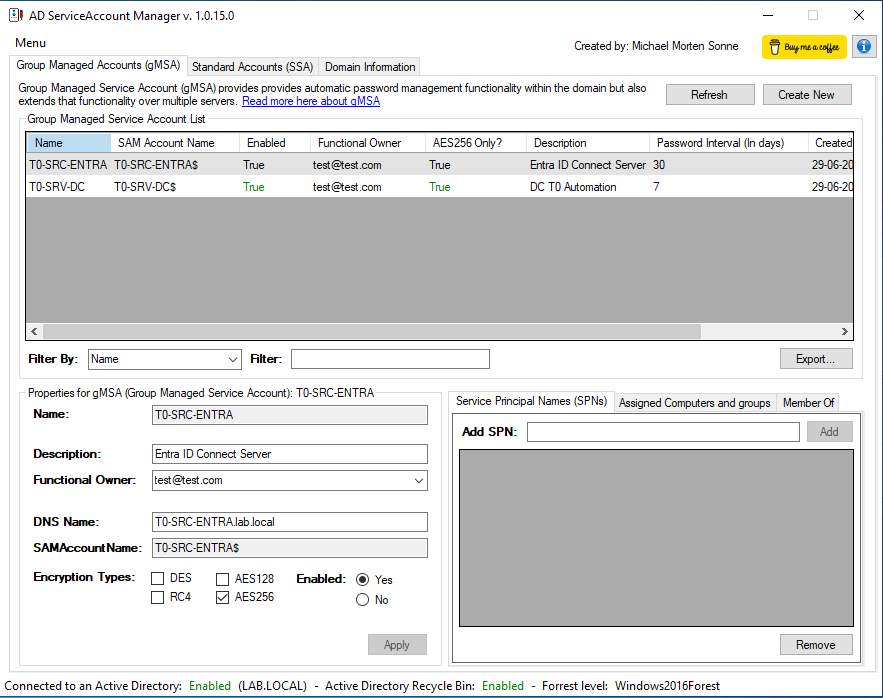 AD ServiceAccount Manager v. 1.0.15.0
Menu
Created by: Michael Morten Sonne
Buy me a coffee
Group Managed Accounts (gMSA) Standard Accounts (SSA) Domain Information
Group Managed Service Account (gMSA) provides provides automatic password management functionality within the domain but also
extends that functionality over multiple servers. Read more here about gMSA
Refresh
Create New
Group Managed Service Account List
Name SAM Account Name Enabled Functional Owner AES256 Only? Description Password Interval (In days) Created
T0-SRC-ENTRA T0-SRC-ENTRA$ True test@test.com True Entra ID Connect Server 30 29-06-20
T0-SRV-DC T0-SRV-DC$ True test@test.com True DC T0 Automation 7 29-06-20
Filter By: Name Filter: Export...
Properties for gMSA (Group Managed Service Account): T0-SRC-ENTRA
Name: T0-SRC-ENTRA
Description: Entra ID Connect Server
Functional Owner: test@test.com
DNS Name: T0-SRC-ENTRA.lab.local
SAMAccountName: T0-SRC-ENTRA$
Encryption Types: DES AES128 Enabled: Yes
RC4 AES256 No
Apply
Service Principal Names (SPNs) Assigned Computers and groups Member Of
Add SPN: Add
Remove
Connected to an Active Directory: Enabled (LAB.LOCAL) - Active Directory Recycle Bin: Enabled - Forrest level: Windows2016Forest